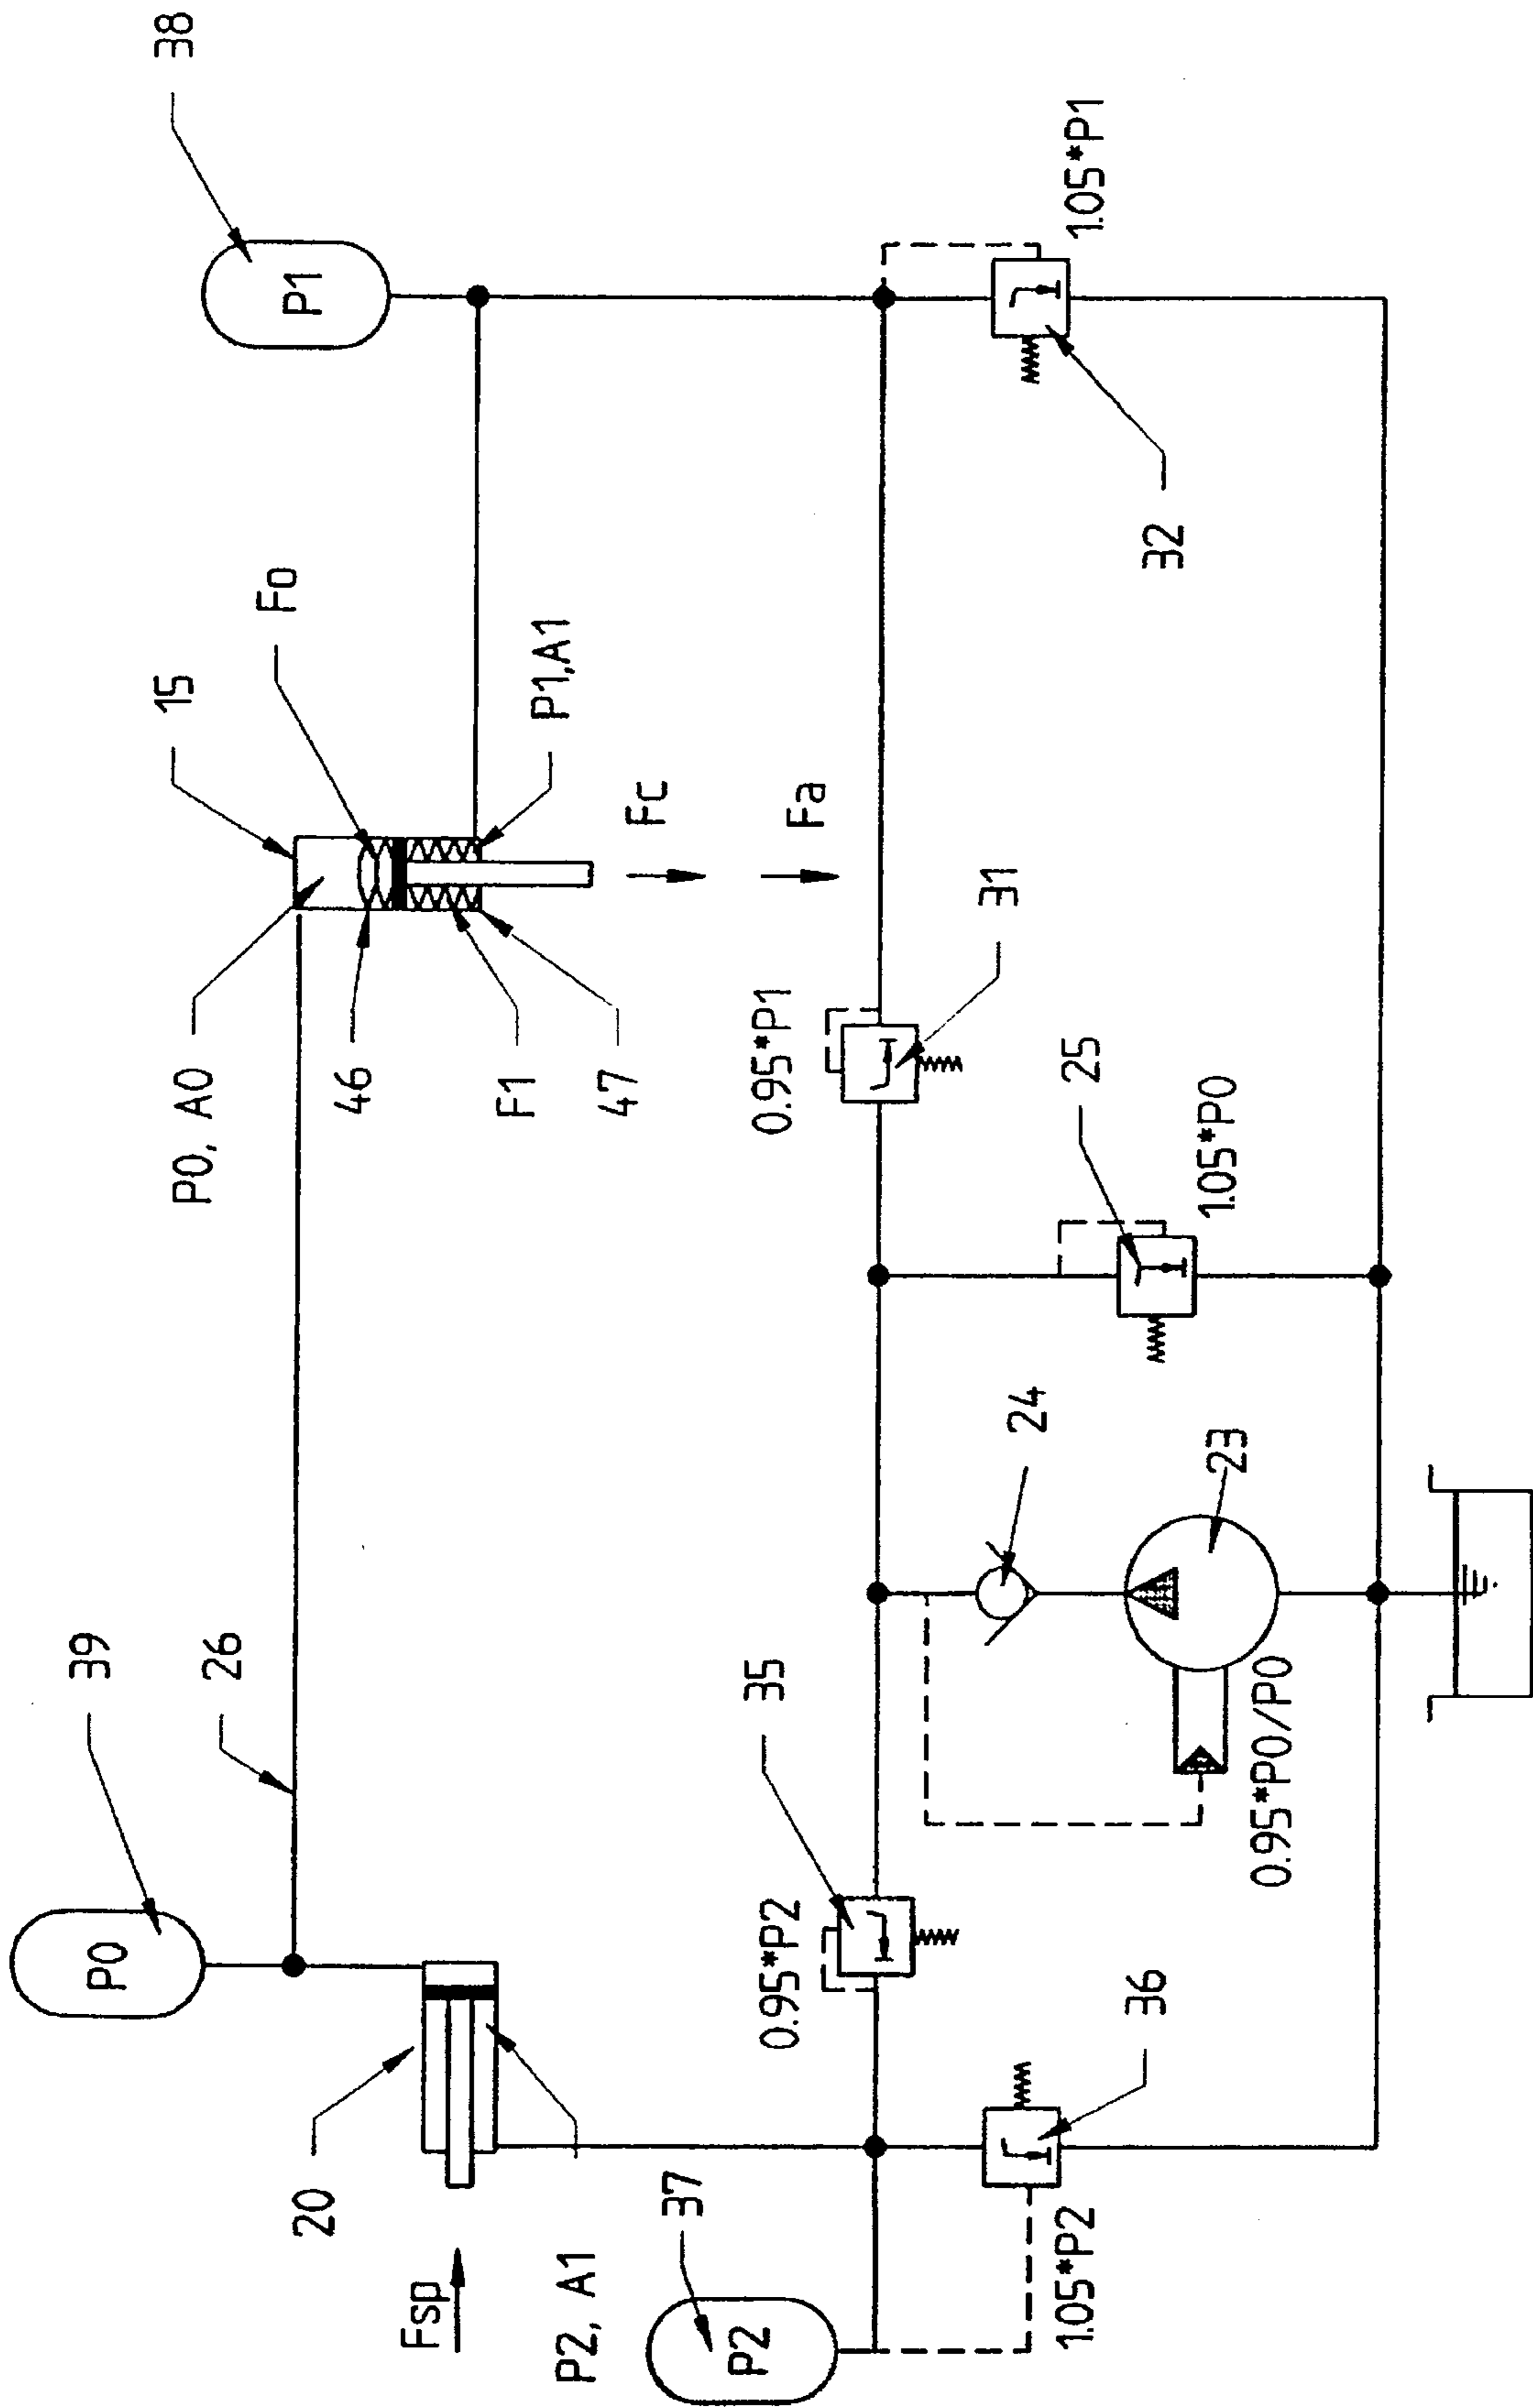 38
P1
1.05*P1
32
15
Fo
P1,A1
Fc
Fa
31
P0, A0
46
F1
47
0.95*P1
25
1.05*P0
24
23
0.95*P0/P0
39
26
P0
35
0.95*P2
36
20
Fsp
P2, A1
37
P2
1.05*P2